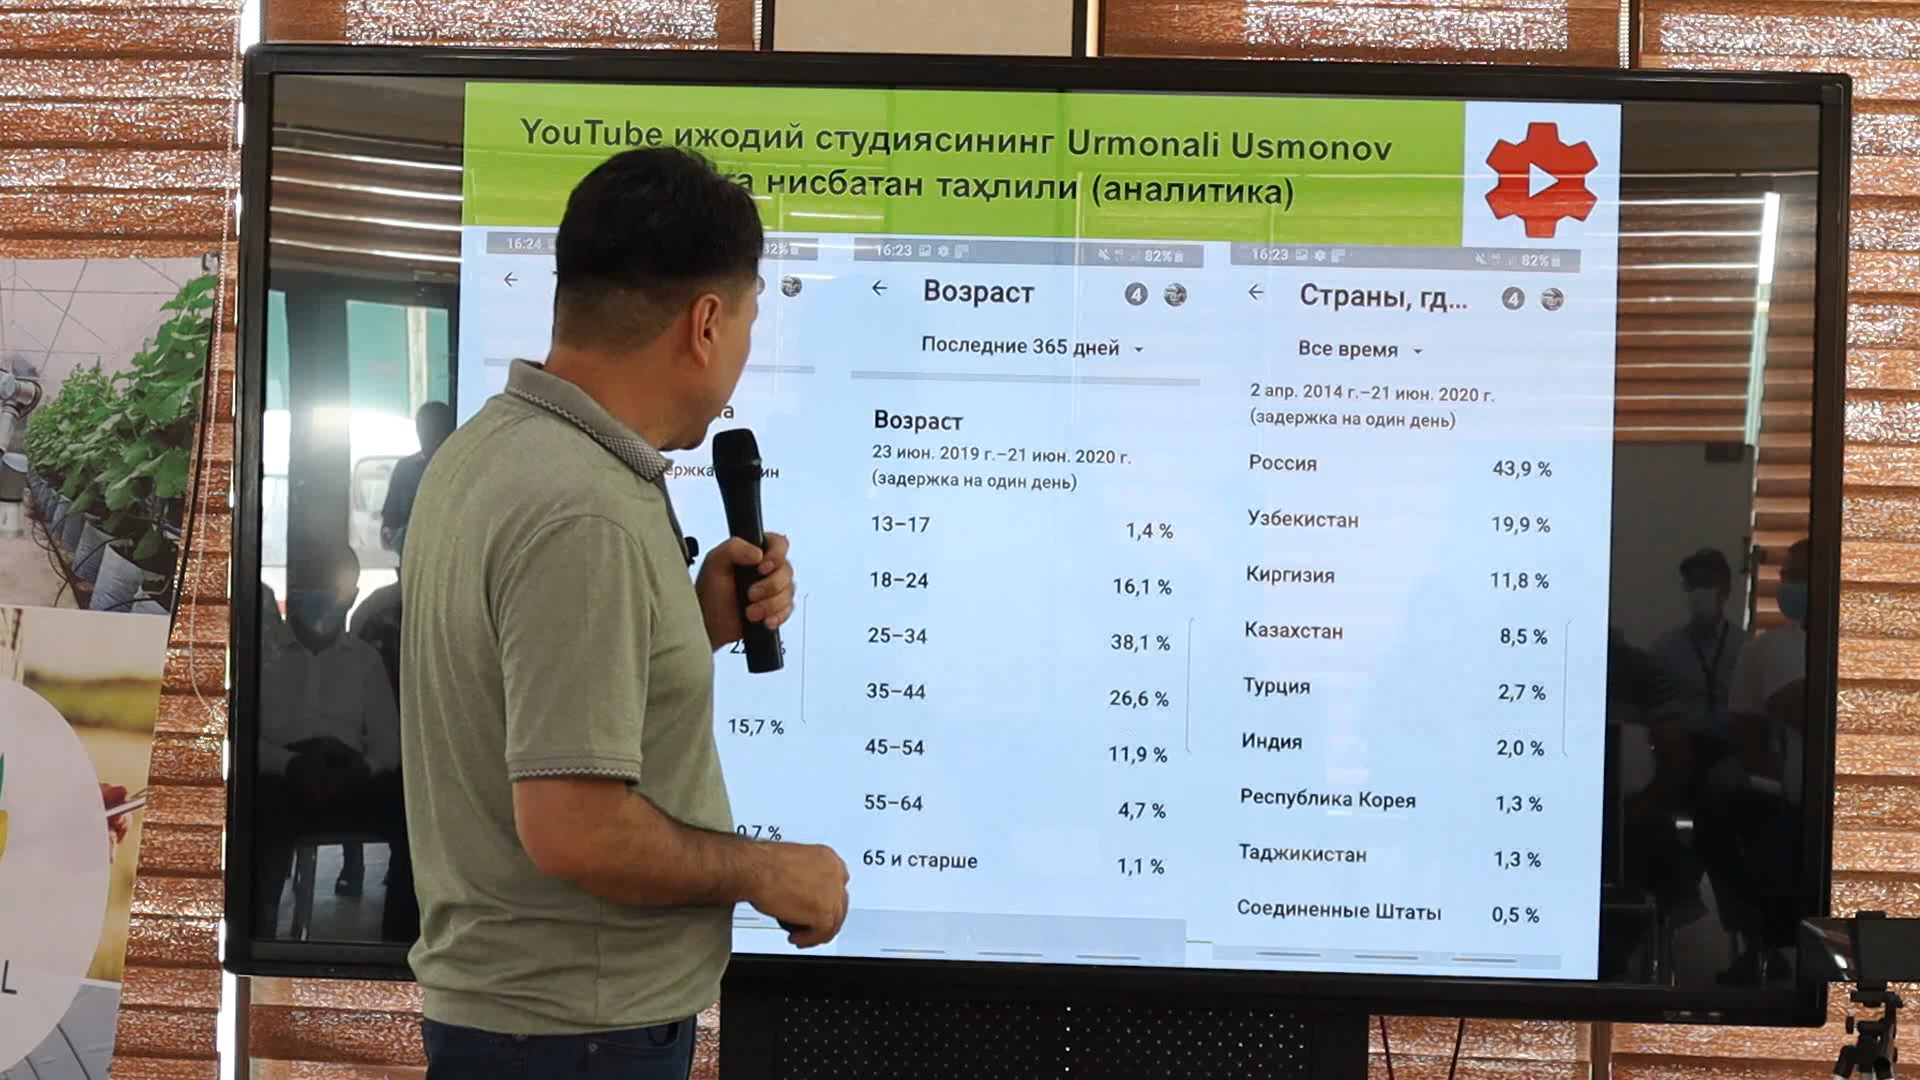 YouTube ижодий студиясининг Urmonali Usmonov
нисбатан таҳлили (аналитика)
16:24
82%
15,7 %
16:23
82%
Возраст
4
Последние 365 дней
Возраст
23 июн. 2019 г.–21 июн. 2020 г.
(задержка на один день)
13–17 1,4 %
18–24 16,1 %
25–34 38,1 %
35–44 26,6 %
45–54 11,9 %
55–64 4,7 %
65 и старше 1,1 %
16:23
82%
Страны, гд...
4
Все время
2 апр. 2014 г.–21 июн. 2020 г.
(задержка на один день)
Россия 43,9 %
Узбекистан 19,9 %
Киргизия 11,8 %
Казахстан 8,5 %
Турция 2,7 %
Индия 2,0 %
Республика Корея 1,3 %
Таджикистан 1,3 %
Соединенные Штаты 0,5 %